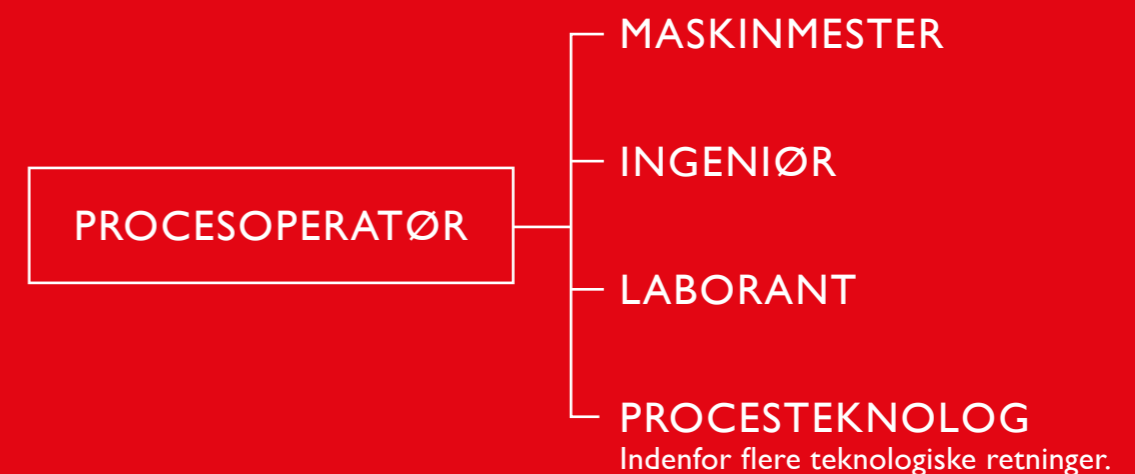 PROCESOPERATØR
MASKINMESTER
INGENIØR
LABORANT
PROCESTEKNOLOG
Indenfor flere teknologiske retninger.